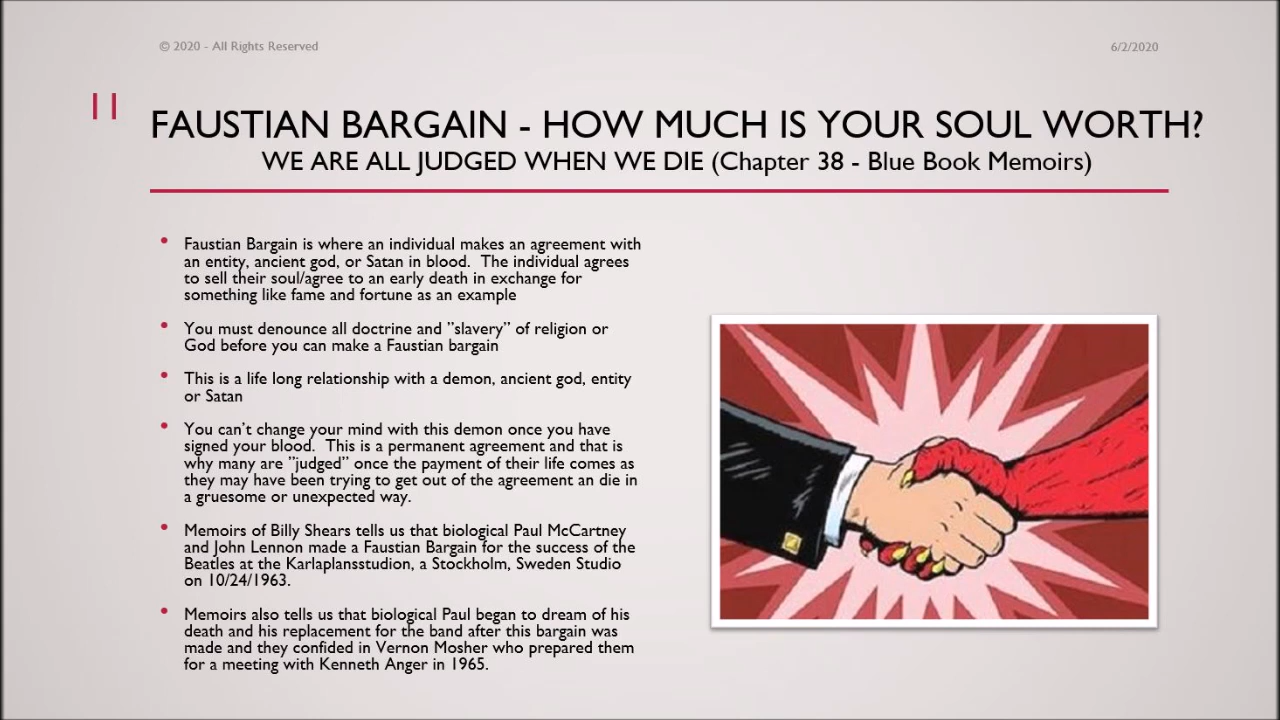 © 2020 - All Rights Reserved
6/2/2020
FAUSTIAN BARGAIN - HOW MUCH IS YOUR SOUL WORTH?
WE ARE ALL JUDGED WHEN WE DIE (Chapter 38 - Blue Book Memoirs)
• Faustian Bargain is where an individual makes an agreement with
an entity, ancient god, or Satan in blood.  The individual agrees
to sell their soul/agree to an early death in exchange for
something like fame and fortune as an example
• You must denounce all doctrine and ”slavery” of religion or
God before you can make a Faustian bargain
• This is a life long relationship with a demon, ancient god, entity
or Satan
• You can’t change your mind with this demon once you have
signed your blood.  This is a permanent agreement and that is
why many are ”judged” once the payment of their life comes as
they may have been trying to get out of the agreement an die in
a gruesome or unexpected way.
• Memoirs of Billy Shears tells us that biological Paul McCartney
and John Lennon made a Faustian Bargain for the success of the
Beatles at the Karlaplansstudion, a Stockholm, Sweden Studio
on 10/24/1963.
• Memoirs also tells us that biological Paul began to dream of his
death and his replacement for the band after this bargain was
made and they confided in Vernon Mosher who prepared them
for a meeting with Kenneth Anger in 1965.